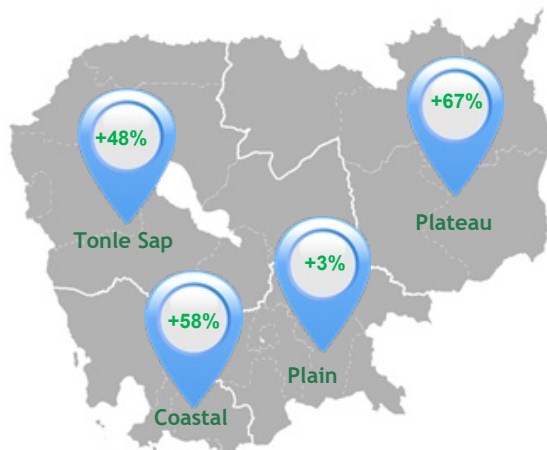 +67%
+48%
Plateau
Tonle Sap
+3%
+58%
Plain
Coastal